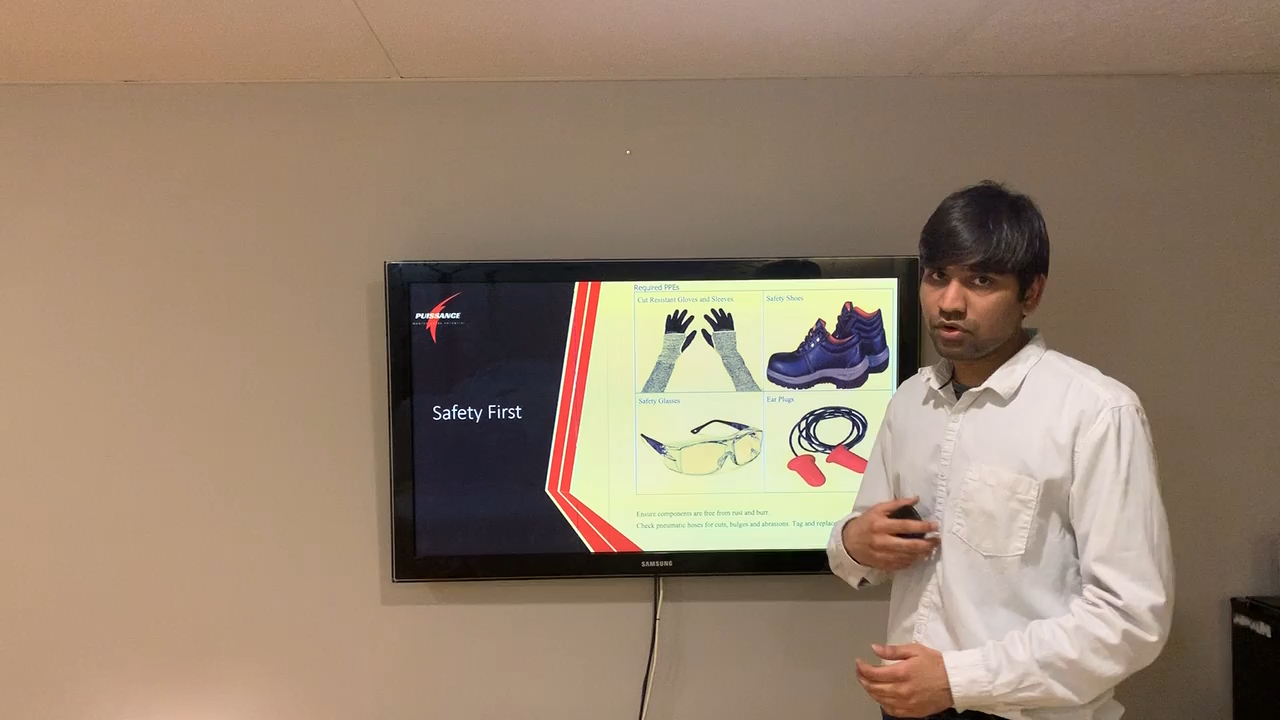 PUISSANCE
Safety First
Required PPEs
Cut Resistant Gloves and Sleeves
Safety Shoes
Safety Glasses
Ear Plugs
Ensure components are free from rust and burr.
Check pneumatic hoses for cuts, bulges and abrasions. Tag and replace
SAMSUNG